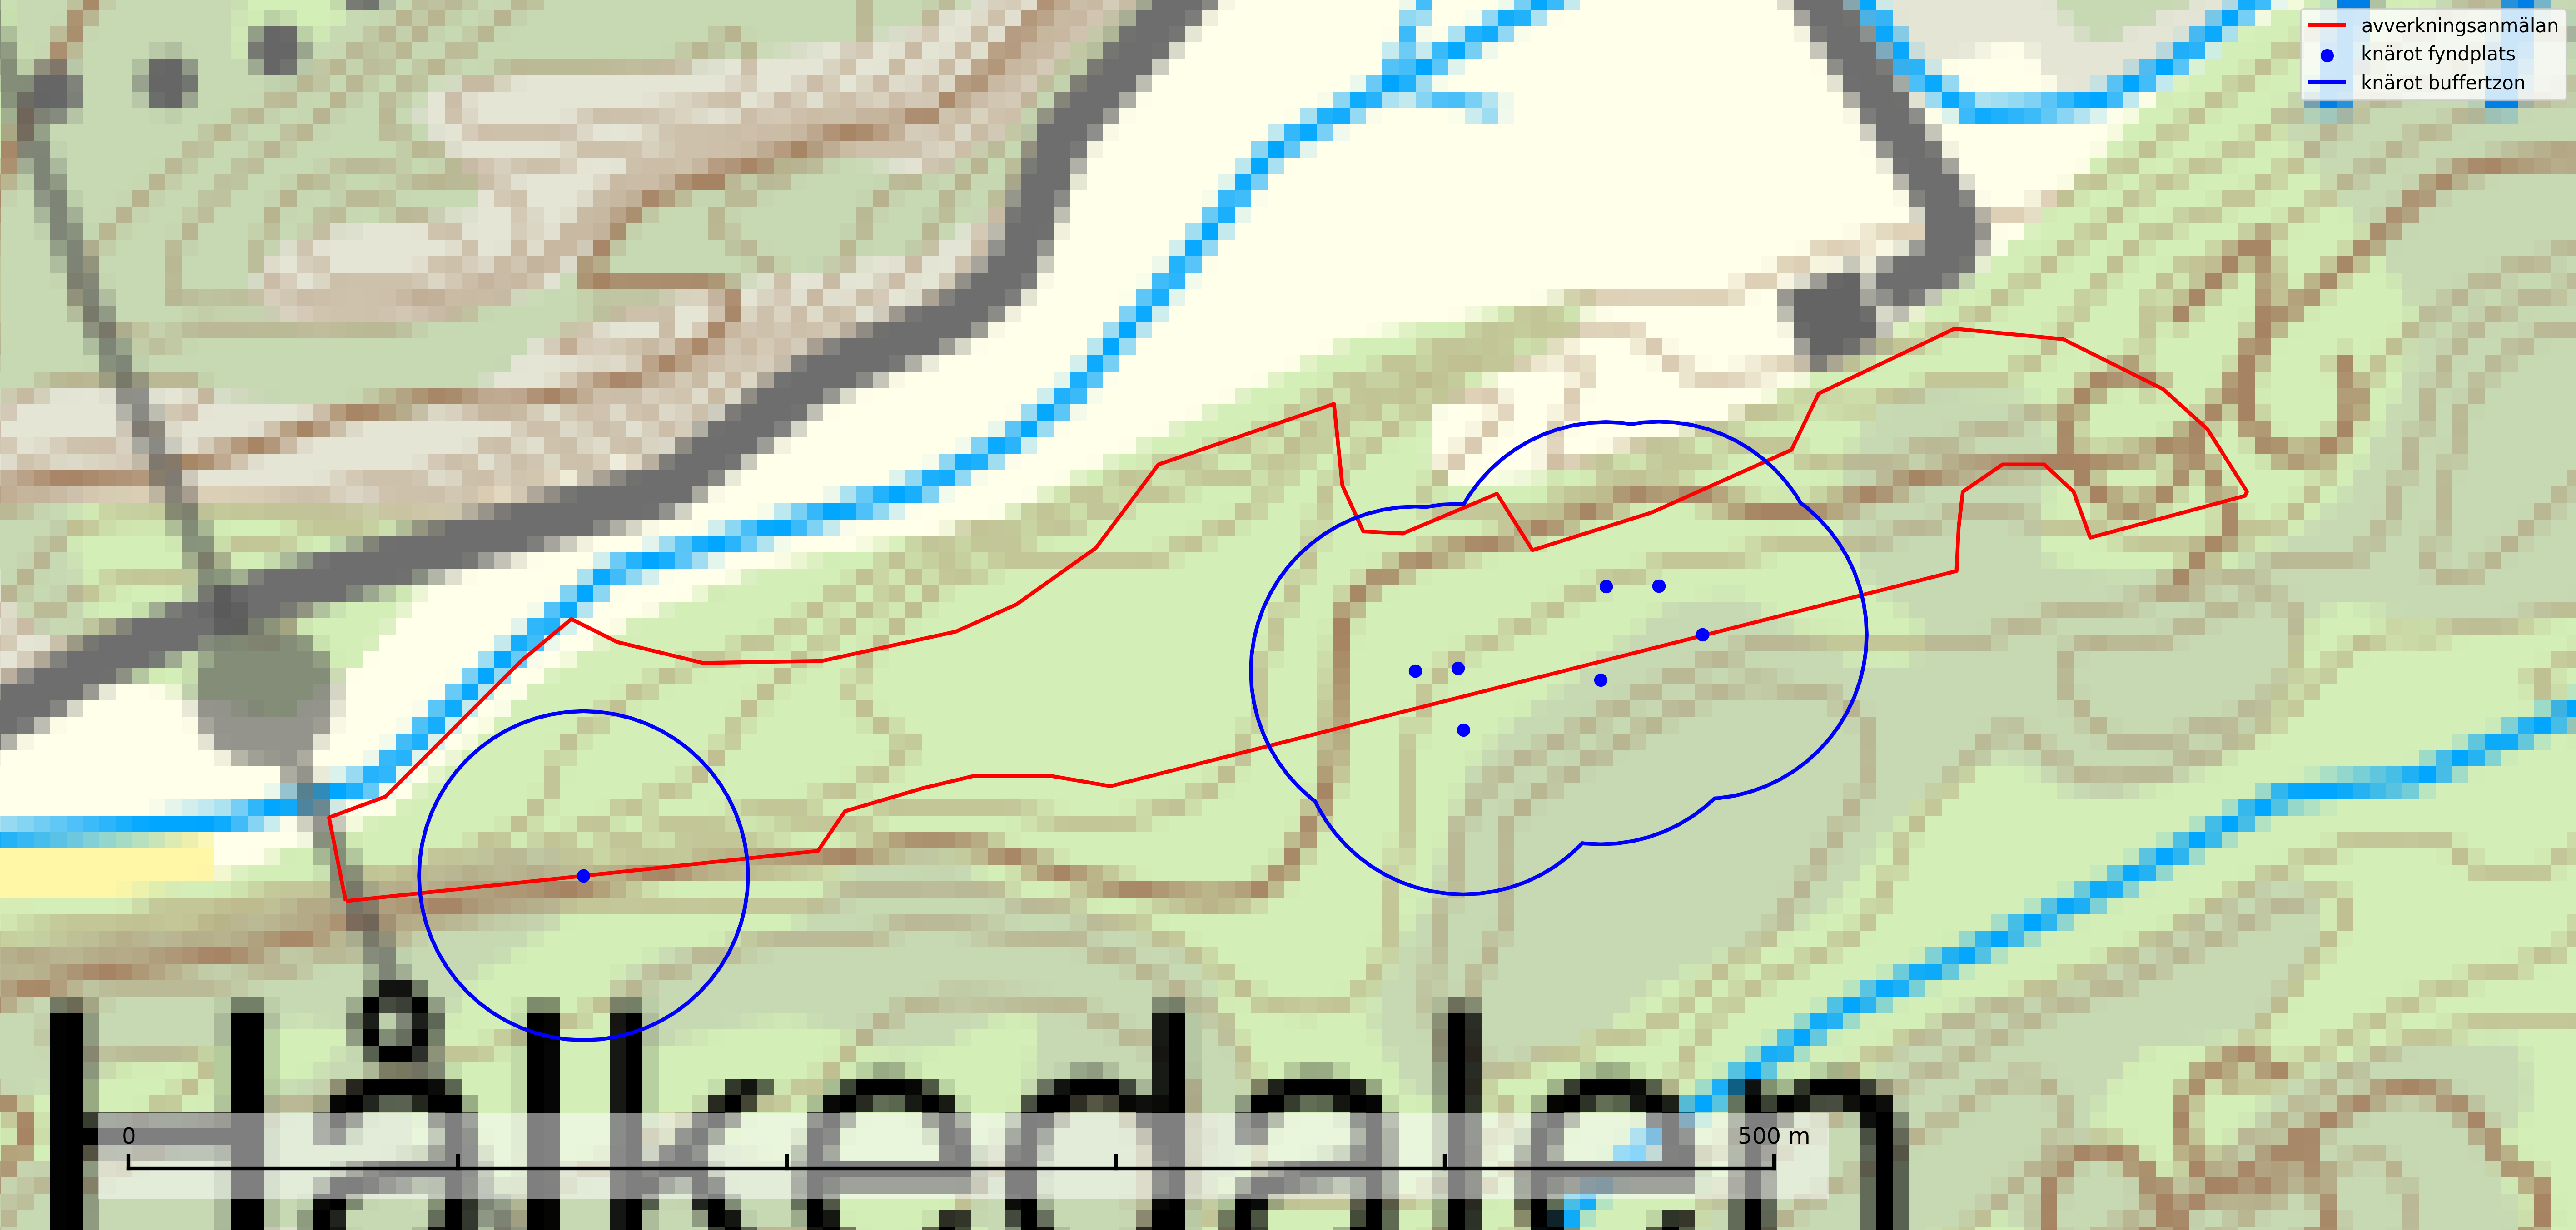 avverkningsanmälan
knärot fyndplats
knärot buffertzon
Hålkedalen
0 500 m